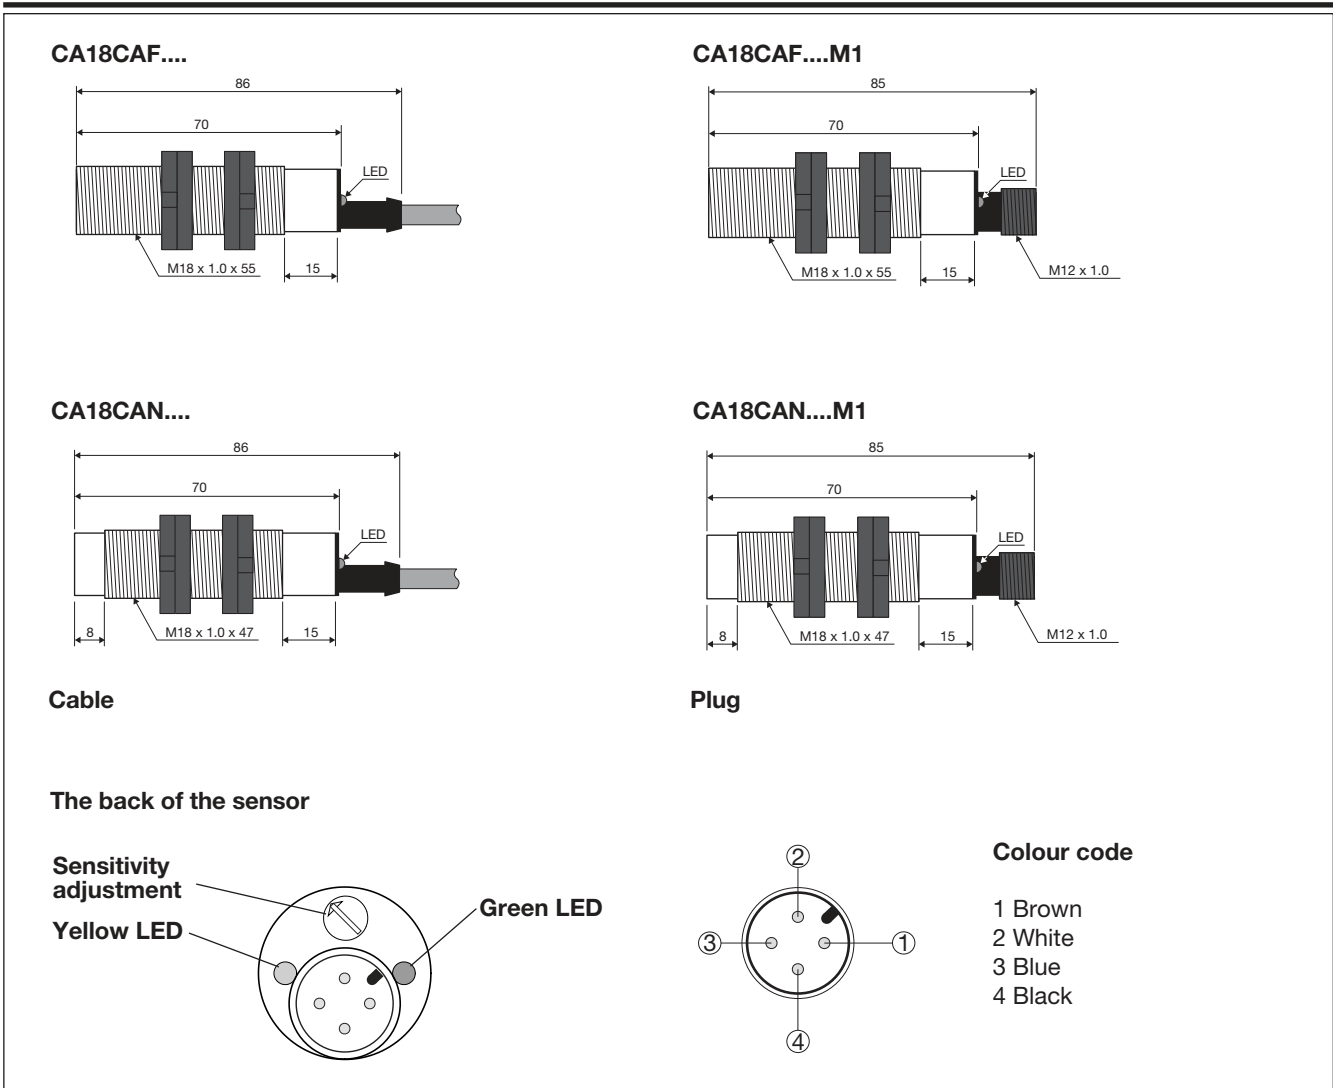 CA18CAF....
86
70
LED
M18 x 1.0 x 55
15
CA18CAF....M1
85
70
LED
M18 x 1.0 x 55
15
M12 x 1.0
CA18CAN....
86
70
LED
8
M18 x 1.0 x 47
15
CA18CAN....M1
85
70
LED
8
M18 x 1.0 x 47
15
M12 x 1.0
Cable
Plug
The back of the sensor
Sensitivity
adjustment
Yellow LED
Green LED
2
3
1
4
Colour code
1 Brown
2 White
3 Blue
4 Black